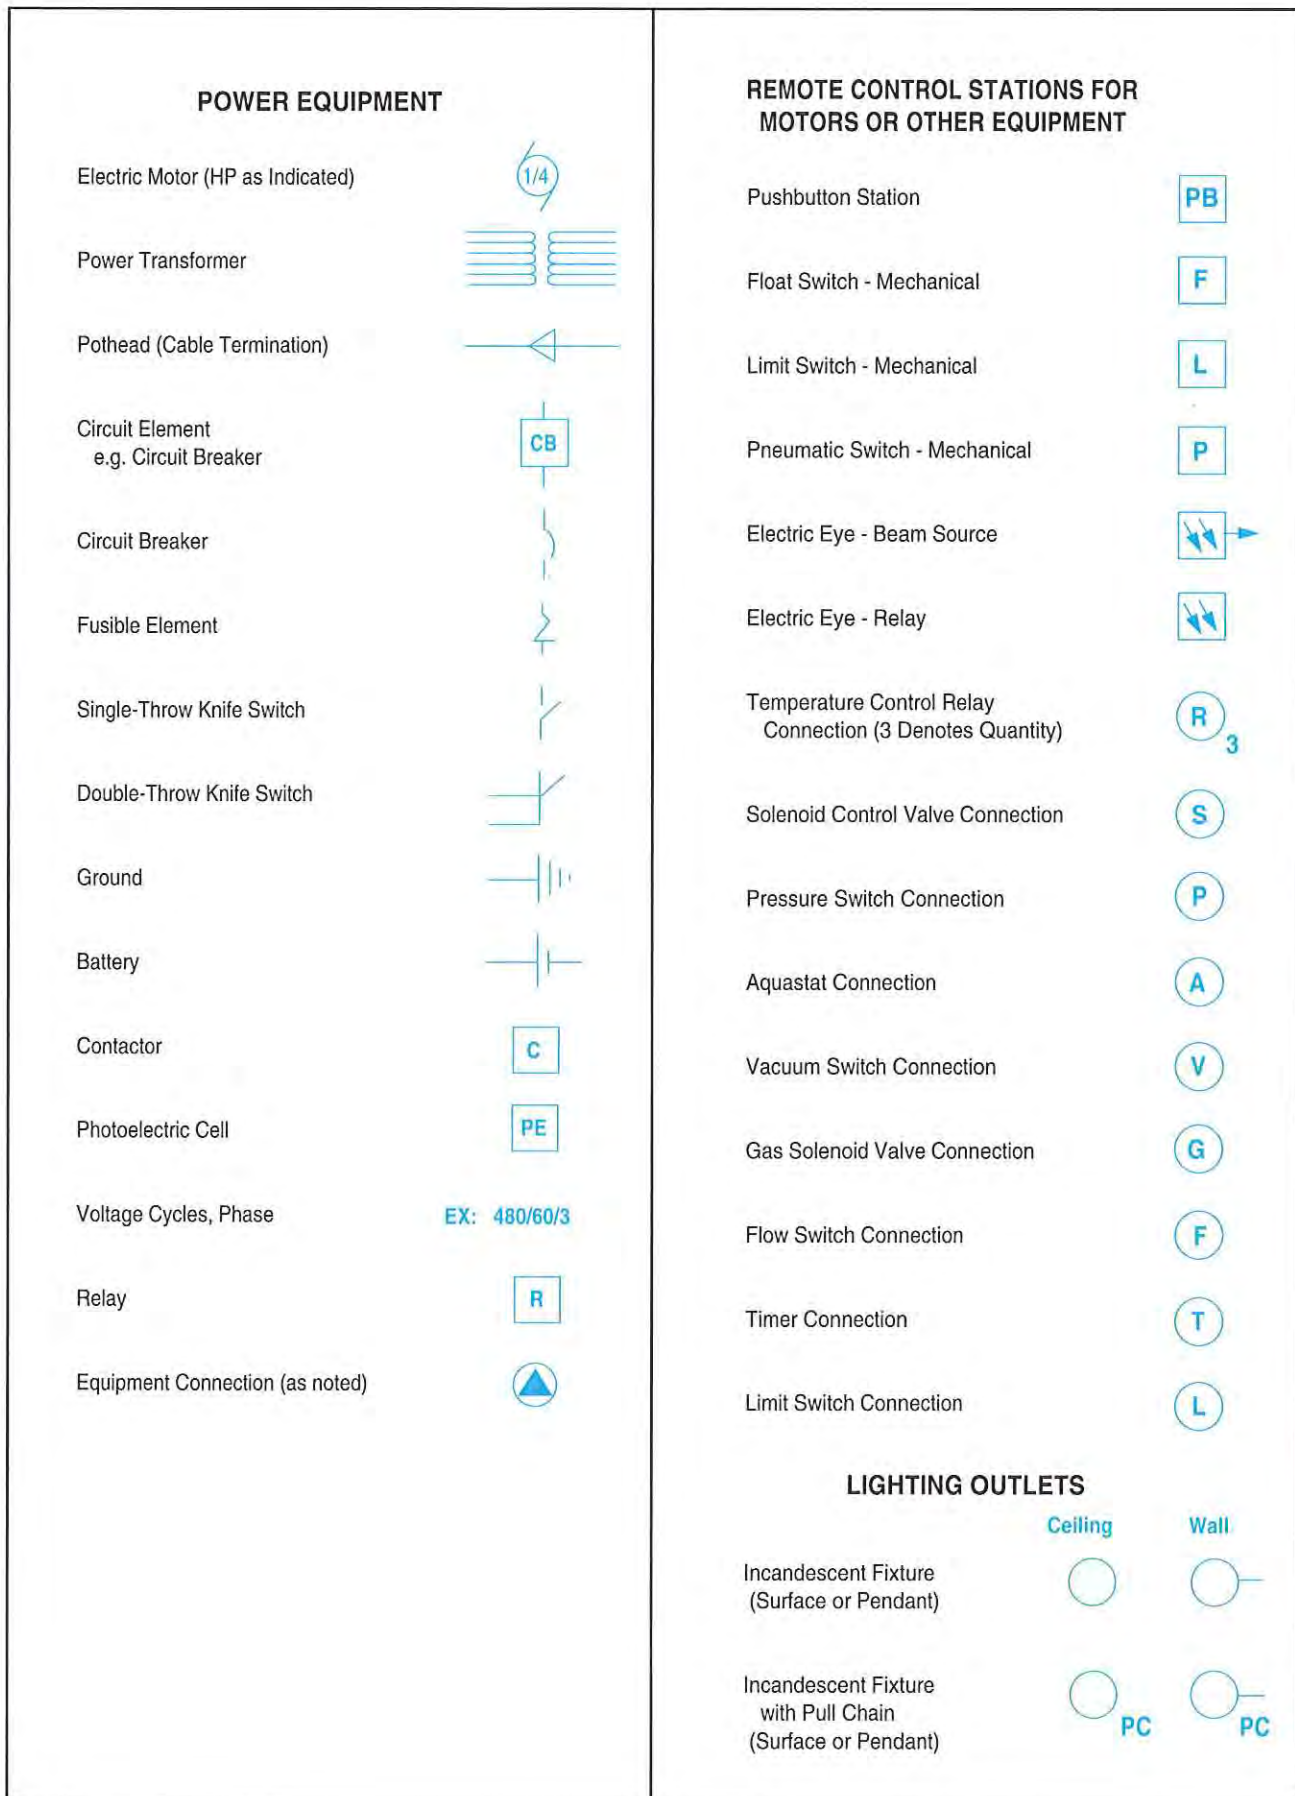 POWER EQUIPMENT
Electric Motor (HP as Indicated)
1/4
Power Transformer
Pothead (Cable Termination)
Circuit Element
e.g. Circuit Breaker
CB
Circuit Breaker
Fusible Element
Single-Throw Knife Switch
Double-Throw Knife Switch
Ground
Battery
Contactor
C
Photoelectric Cell
PE
Voltage Cycles, Phase
EX: 480/60/3
Relay
R
Equipment Connection (as noted)
REMOTE CONTROL STATIONS FOR
MOTORS OR OTHER EQUIPMENT
Pushbutton Station
PB
Float Switch - Mechanical
F
Limit Switch - Mechanical
L
Pneumatic Switch - Mechanical
P
Electric Eye - Beam Source
Electric Eye - Relay
Temperature Control Relay
Connection (3 Denotes Quantity)
R
3
Solenoid Control Valve Connection
S
Pressure Switch Connection
P
Aquastat Connection
A
Vacuum Switch Connection
V
Gas Solenoid Valve Connection
G
Flow Switch Connection
F
Timer Connection
T
Limit Switch Connection
L
LIGHTING OUTLETS
Ceiling Wall
Incandescent Fixture
(Surface or Pendant)
Incandescent Fixture
with Pull Chain
(Surface or Pendant)
PC PC